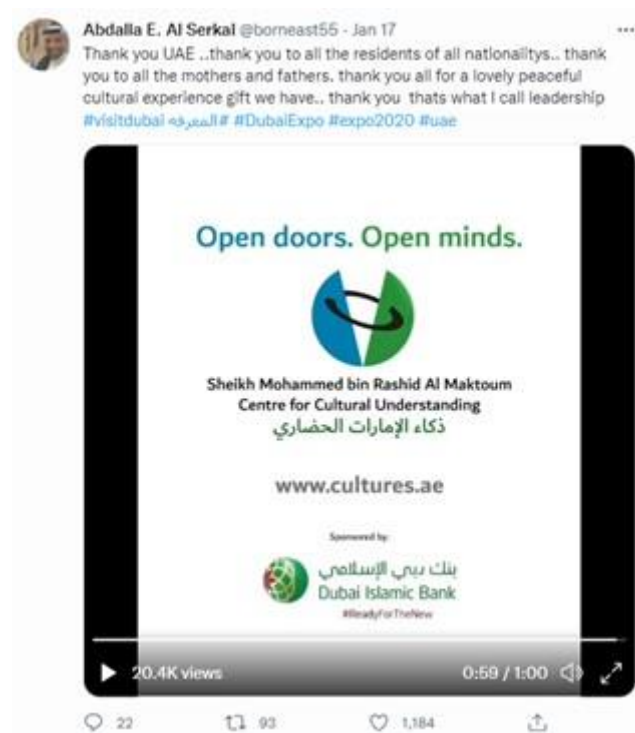 Abdalla E. Al Serkal @borneast55 · Jan 17
Thank you UAE ..thank you to all the residents of all nationailtys.. thank
you to all the mothers and fathers. thank you all for a lovely peaceful
cultural experience gift we have.. thank you thats what I call leadership
#visitdubai #المعرفه #DubaiExpo #expo2020 #uae
Open doors. Open minds.
Sheikh Mohammed bin Rashid Al Maktoum
Centre for Cultural Understanding
ذكاء الإمارات الحضاري
www.cultures.ae
Sponsored by:
بنك دبي الإسلامي
Dubai Islamic Bank
#ReadyForTheNew
20.4K views 0:59 / 1:00
22 93 1,184